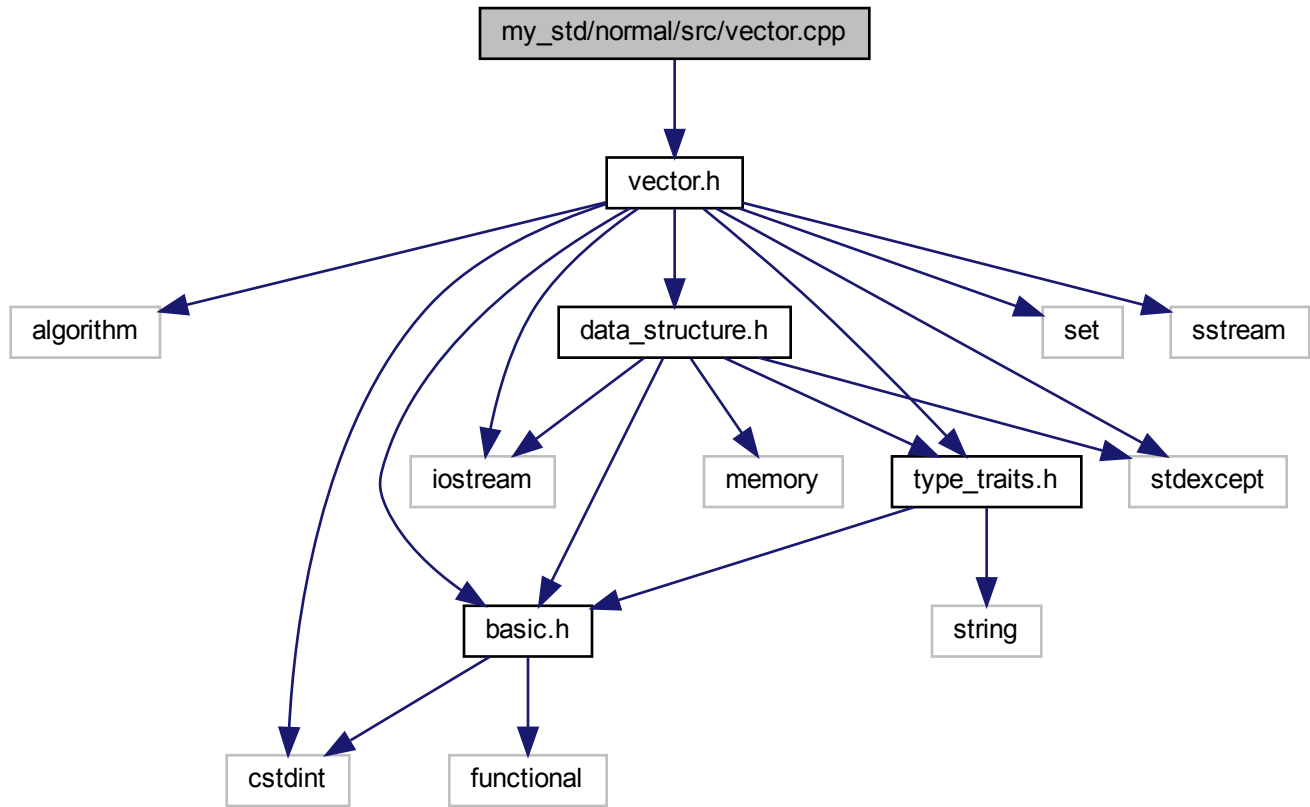 my_std/normal/src/vector.cpp
vector.h
algorithm
data_structure.h
set
sstream
iostream
memory
type_traits.h
stdexcept
basic.h
string
cstdint
functional